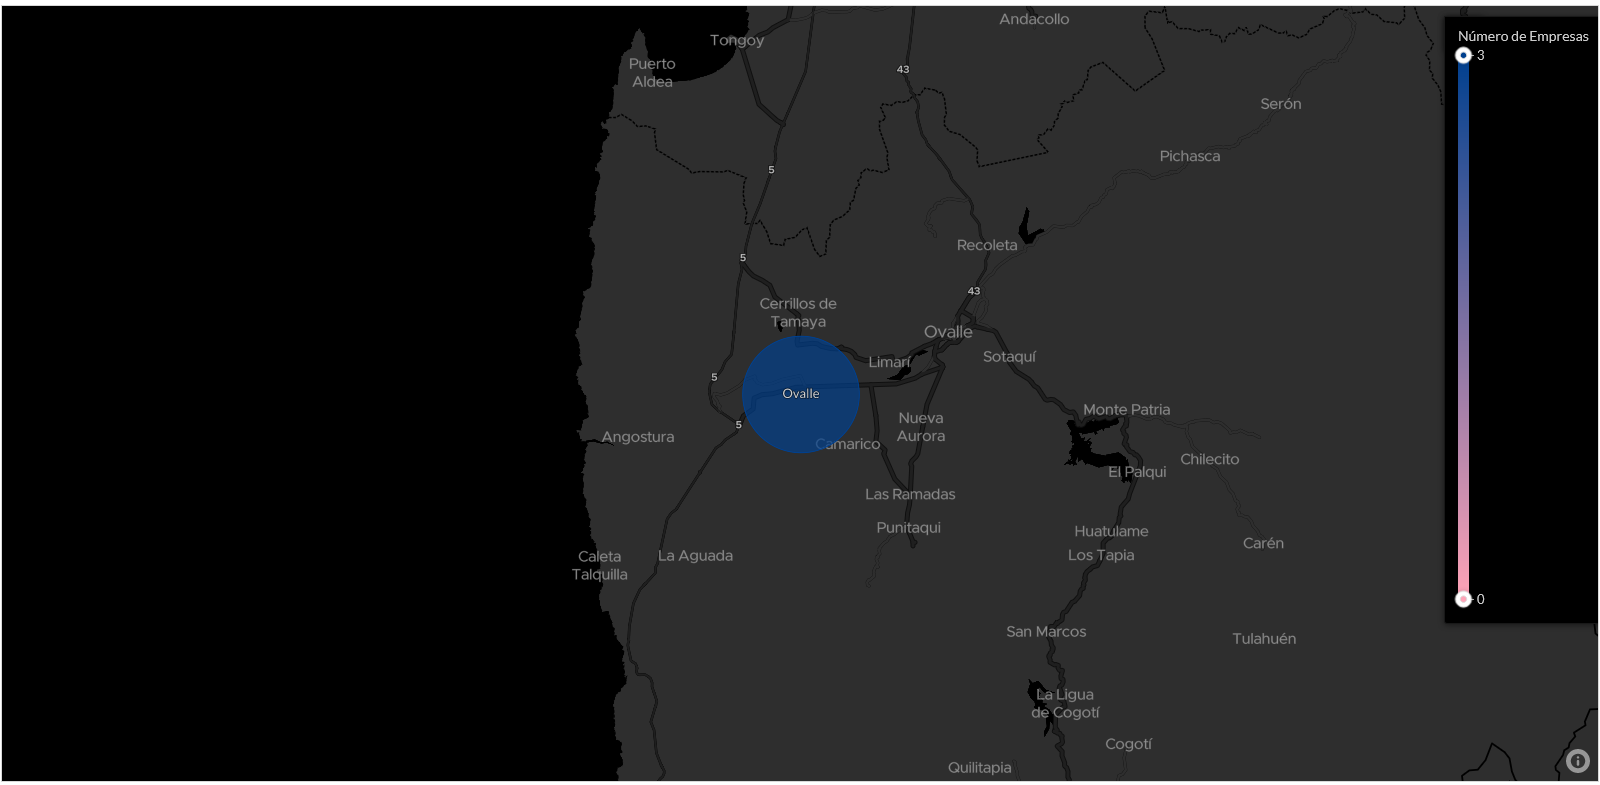 Andacollo
Tongoy
Puerto
Aldea
43
Serón
Pichasca
5
Recoleta
5
43
Cerrillos de
Tamaya
Ovalle
Limarí
Sotaquí
5
Ovalle
Monte Patria
Nueva
Aurora
5
Angostura
Camarico
Chilecito
El Palqui
Las Ramadas
Punitaqui
Huatulame
Carén
Los Tapia
La Aguada
Caleta
Talquilla
San Marcos
Tulahuén
La Ligua
de Cogotí
Cogotí
Quilitapia
Número de Empresas
3
0